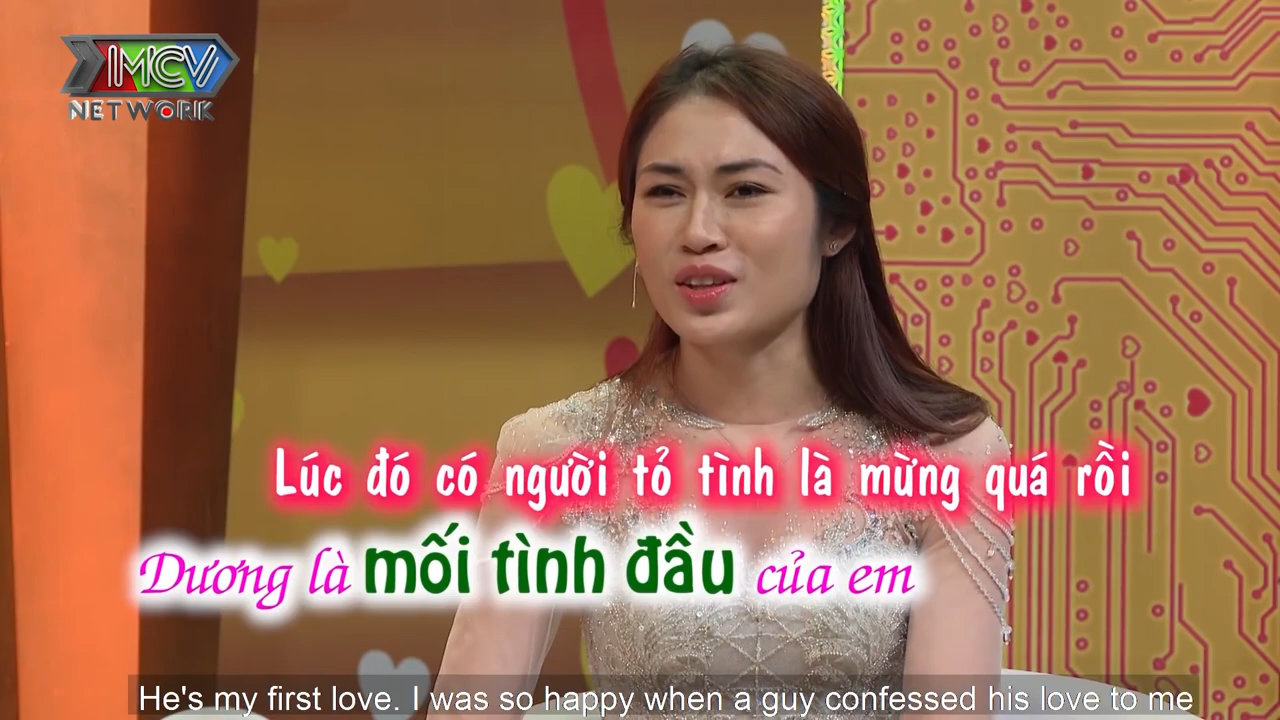 MCV
NETWORK
Lúc đó có người tỏ tình là mừng quá rồi
Dương là mối tình đầu của em
He's my first love. I was so happy when a guy confessed his love to me